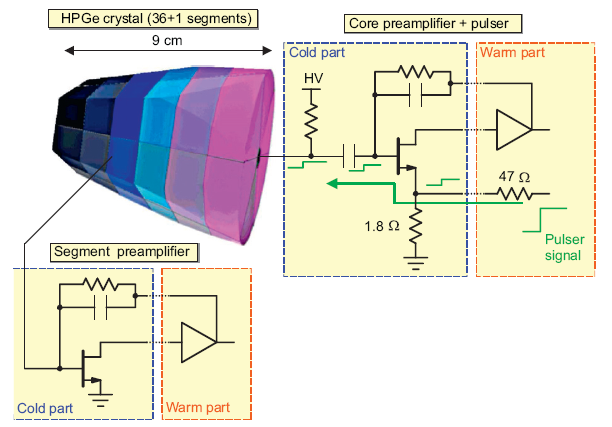 HPGe crystal (36+1 segments)
9 cm
Core preamplifier + pulser
Cold part
Warm part
HV
47 Ω
1.8 Ω
Pulser
signal
Segment preamplifier
Cold part
Warm part